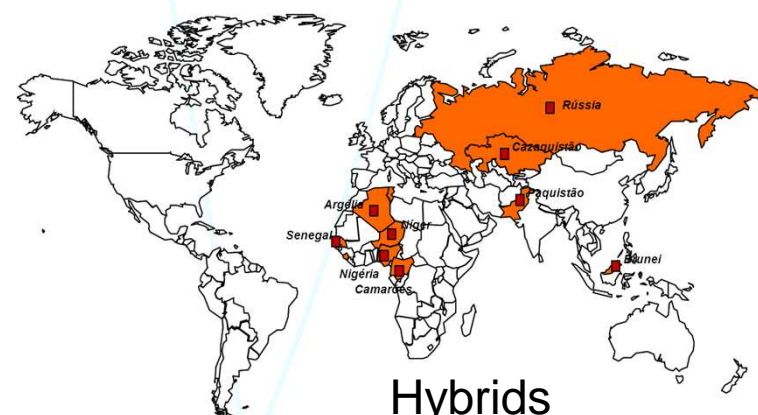 Rússia
Cazaquistão
Paquistão
Argélia
Níger
Senegal
Brunei
Nigéria
Camarões
Hybrids